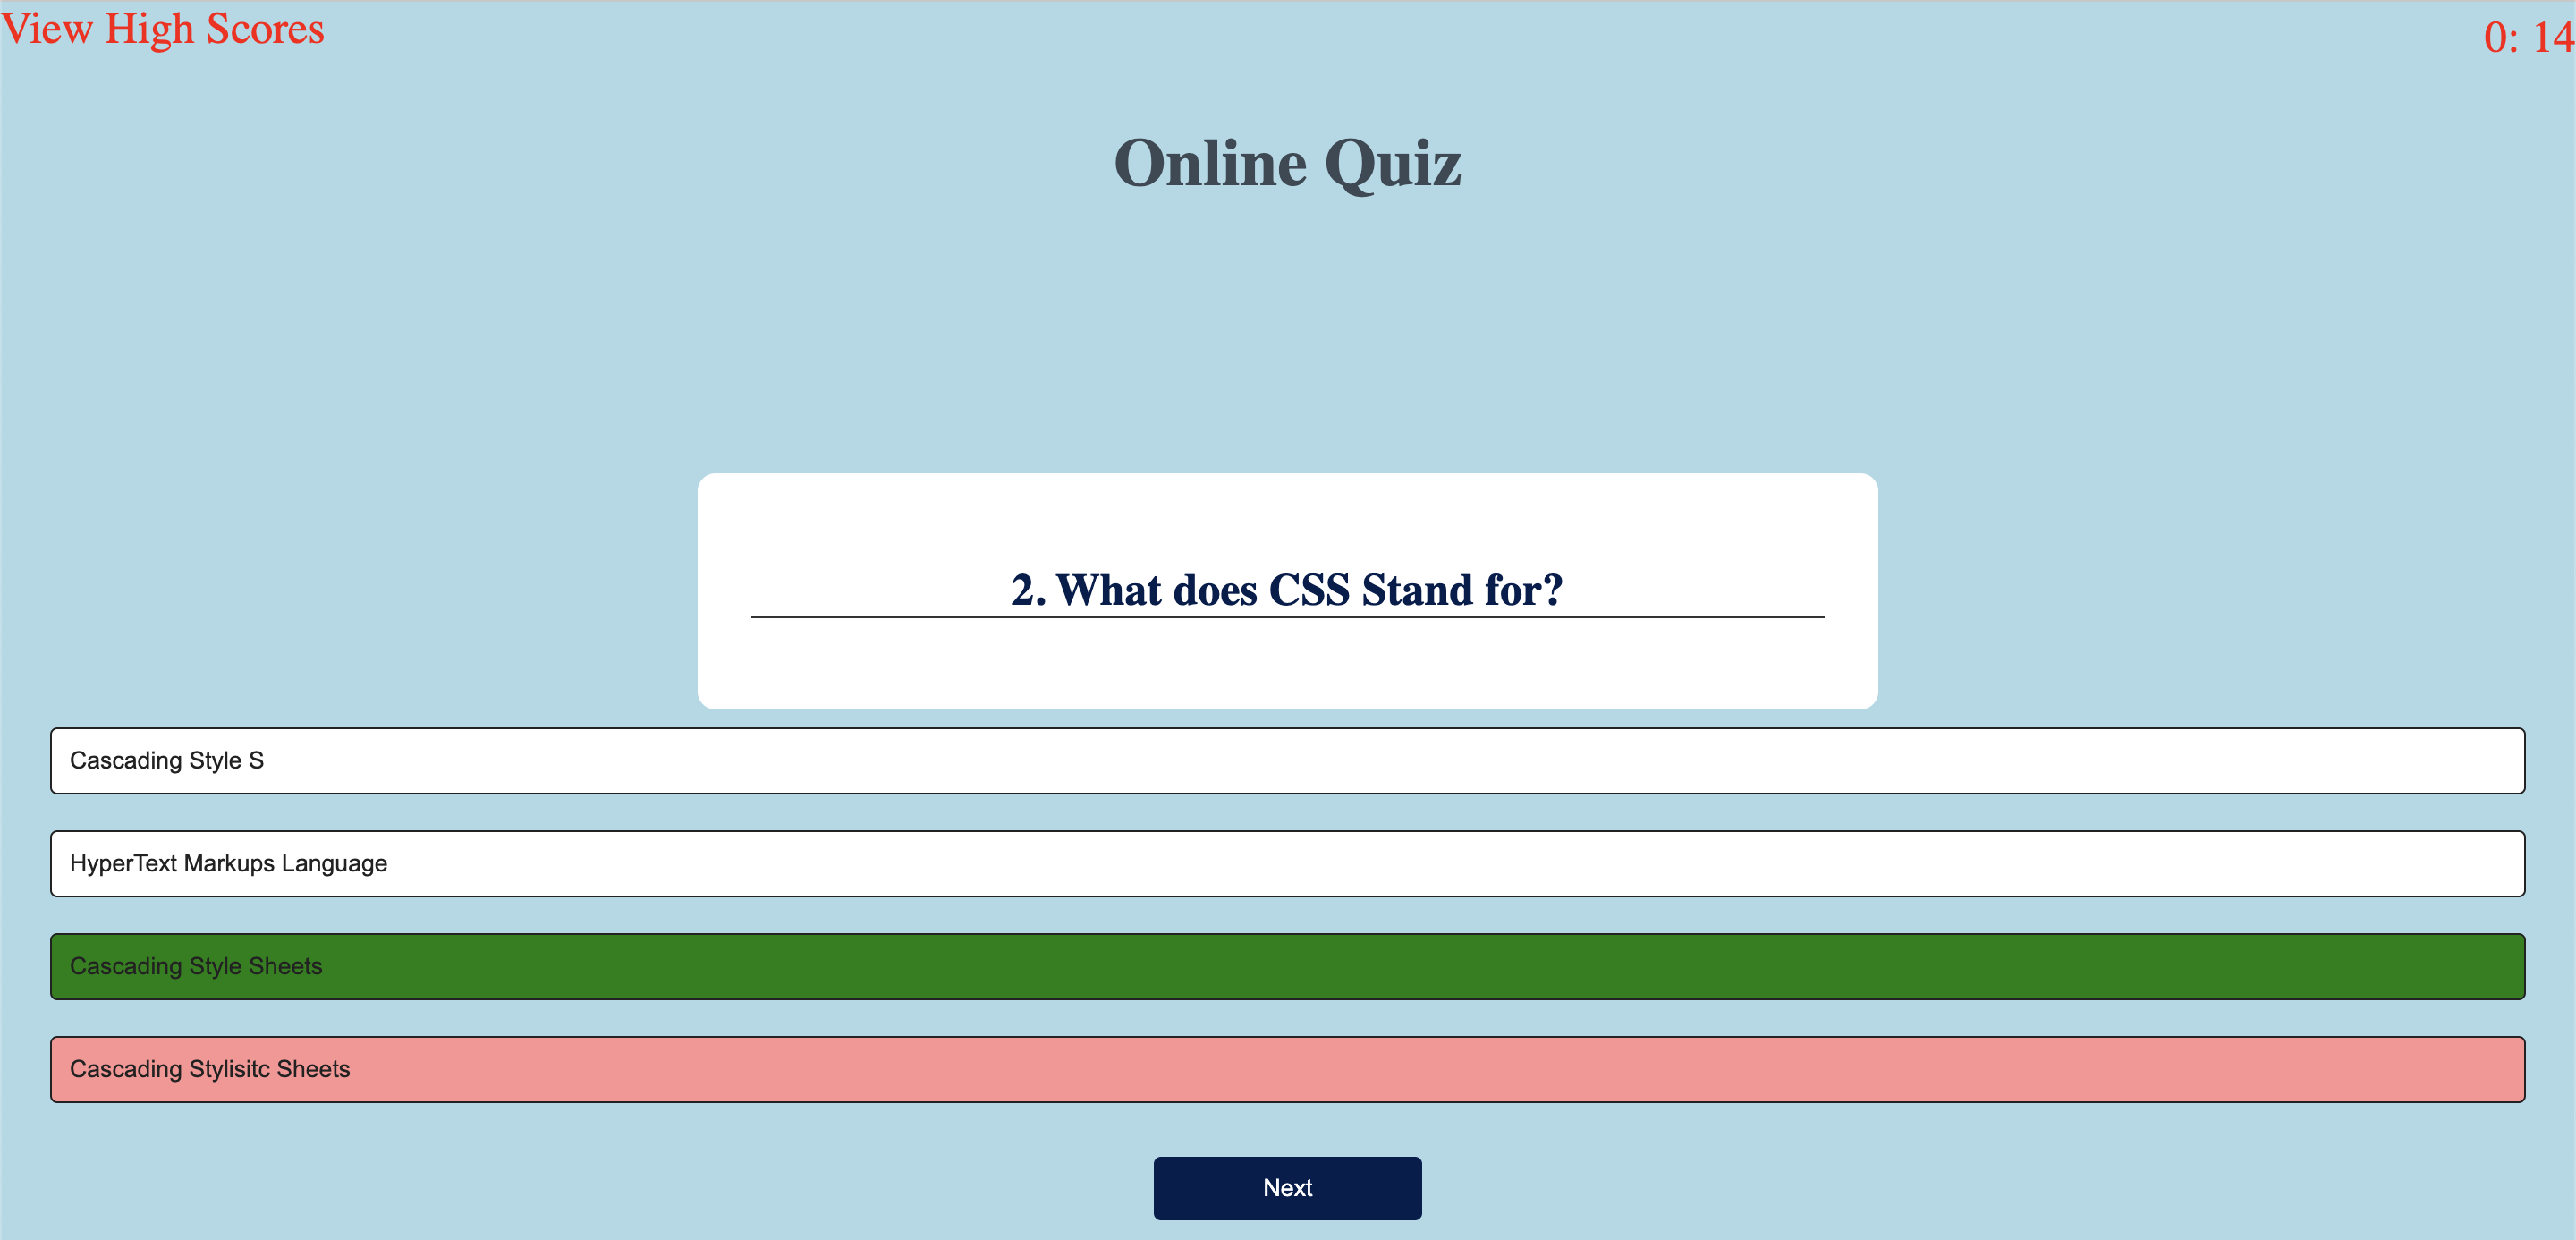 View High Scores
0: 14
Online Quiz
2. What does CSS Stand for?
Cascading Style S
HyperText Markups Language
Cascading Style Sheets
Cascading Stylisitc Sheets
Next